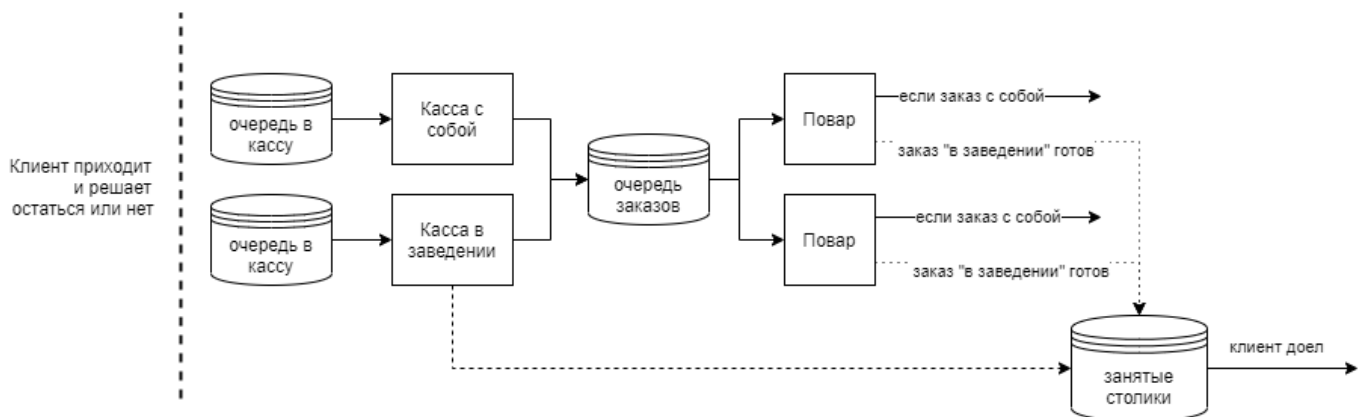 Клиент приходит
и решает
остаться или нет
очередь в
кассу
Касса с
собой
очередь в
кассу
Касса в
заведении
очередь
заказов
Повар
если заказ с собой
заказ "в заведении" готов
Повар
если заказ с собой
заказ "в заведении" готов
занятые
столики
клиент доел